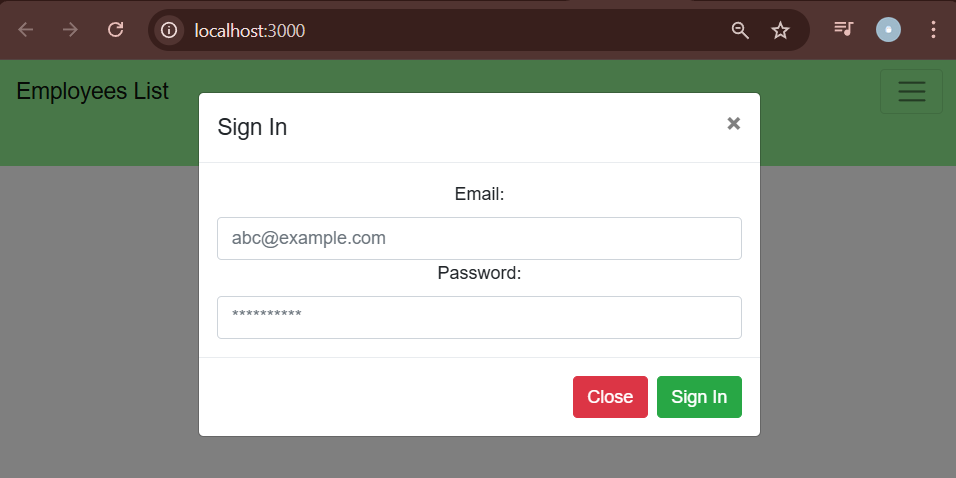 localhost:3000
Employees List
Sign In
×
Email:
abc@example.com
Password:
**********
Close Sign In